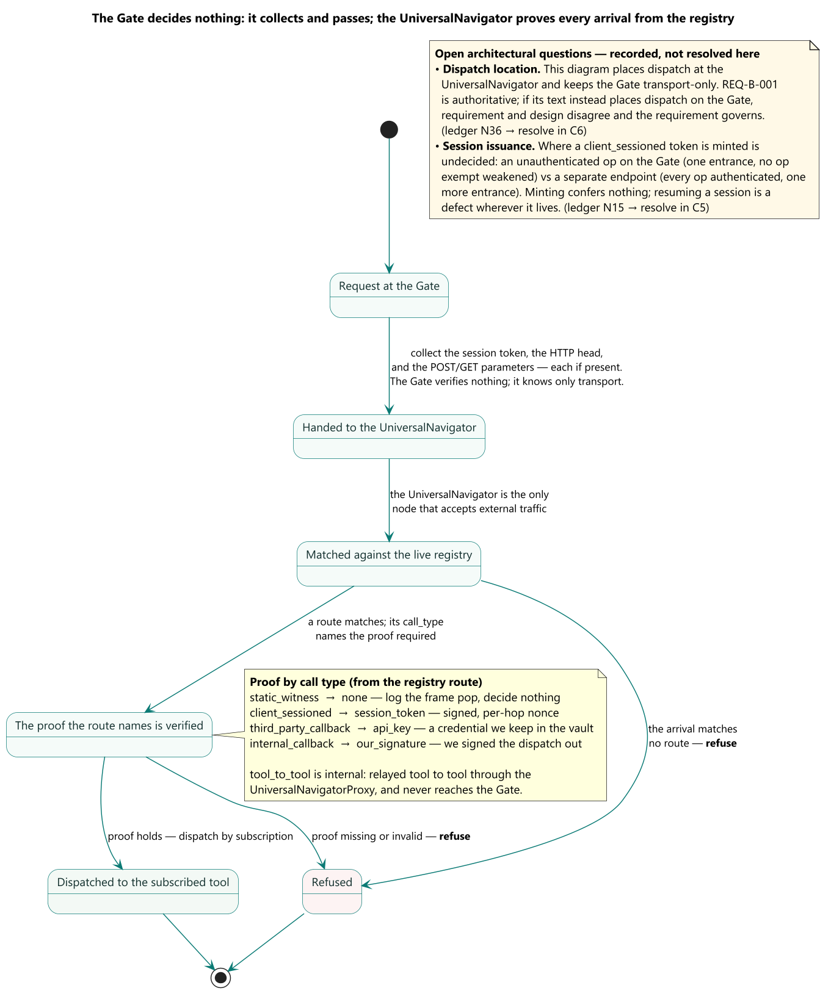 The Gate decides nothing: it collects and passes; the UniversalNavigator proves every arrival from the registry
Open architectural questions — recorded, not resolved here
• Dispatch location. This diagram places dispatch at the
UniversalNavigator and keeps the Gate transport-only. REQ-B-001
is authoritative; if its text instead places dispatch on the Gate,
requirement and design disagree and the requirement governs.
(ledger N36 → resolve in C6)
• Session issuance. Where a client_sessioned token is minted is
undecided: an unauthenticated op on the Gate (one entrance, no op
exempt weakened) vs a separate endpoint (every op authenticated, one
more entrance). Minting confers nothing; resuming a session is a
defect wherever it lives. (ledger N15 → resolve in C5)
Request at the Gate
collect the session token, the HTTP head,
and the POST/GET parameters — each if present.
The Gate verifies nothing; it knows only transport.
Handed to the UniversalNavigator
the UniversalNavigator is the only
node that accepts external traffic
Matched against the live registry
a route matches; its call_type
names the proof required
Proof by call type (from the registry route)
static_witness → none — log the frame pop, decide nothing
client_sessioned → session_token — signed, per-hop nonce
third_party_callback → api_key — a credential we keep in the vault
internal_callback → our_signature — we signed the dispatch out
tool_to_tool is internal: relayed tool to tool through the
UniversalNavigatorProxy, and never reaches the Gate.
The proof the route names is verified
the arrival matches
no route — refuse
proof holds — dispatch by subscription
proof missing or invalid — refuse
Dispatched to the subscribed tool
Refused